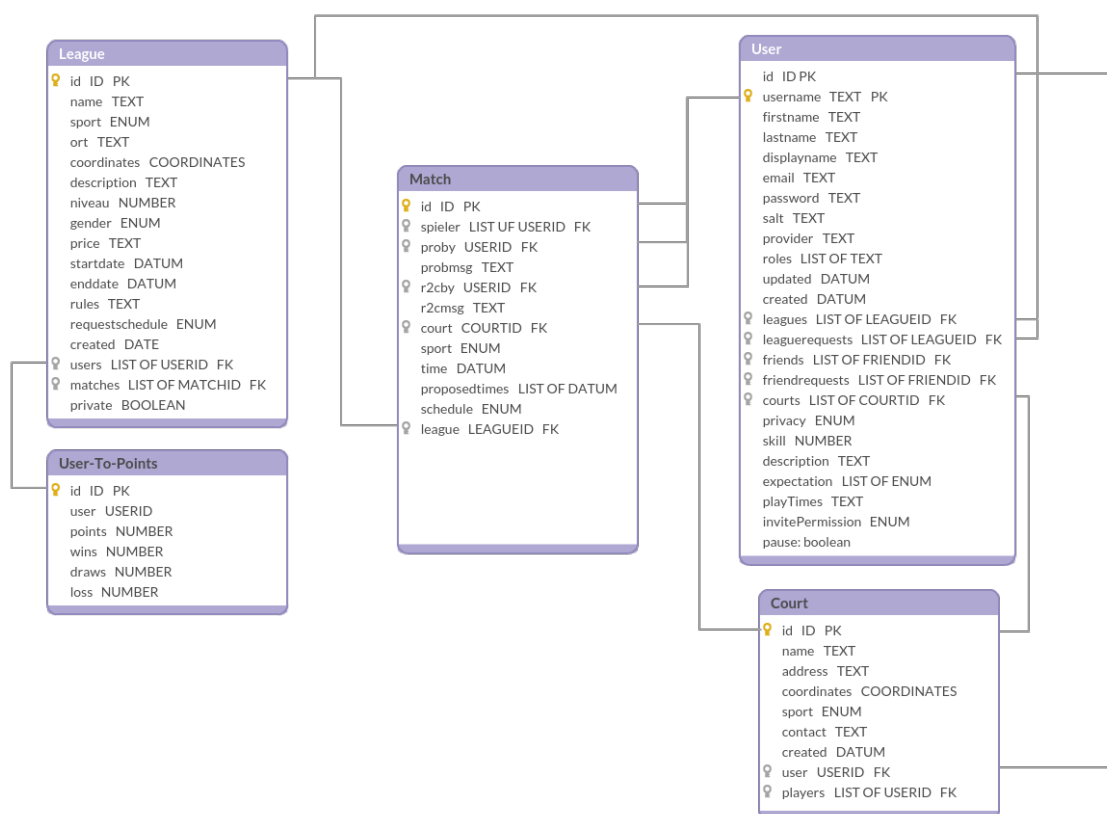 League
id ID PK
name TEXT
sport ENUM
ort TEXT
coordinates COORDINATES
description TEXT
niveau NUMBER
gender ENUM
price TEXT
startdate DATUM
enddate DATUM
rules TEXT
requestschedule ENUM
created DATE
users LIST OF USERID FK
matches LIST OF MATCHID FK
private BOOLEAN
User-To-Points
id ID PK
user USERID
points NUMBER
wins NUMBER
draws NUMBER
loss NUMBER
Match
id ID PK
spieler LIST UF USERID FK
proby USERID FK
probmsg TEXT
r2cby USERID FK
r2cmsg TEXT
court COURTID FK
sport ENUM
time DATUM
proposedtimes LIST OF DATUM
schedule ENUM
league LEAGUEID FK
User
id ID PK
username TEXT PK
firstname TEXT
lastname TEXT
displayname TEXT
email TEXT
password TEXT
salt TEXT
provider TEXT
roles LIST OF TEXT
updated DATUM
created DATUM
leagues LIST OF LEAGUEID FK
leaguerequests LIST OF LEAGUEID FK
friends LIST OF FRIENDID FK
friendrequests LIST OF FRIENDID FK
courts LIST OF COURTID FK
privacy ENUM
skill NUMBER
description TEXT
expectation LIST OF ENUM
playTimes TEXT
invitePermission ENUM
pause: boolean
Court
id ID PK
name TEXT
address TEXT
coordinates COORDINATES
sport ENUM
contact TEXT
created DATUM
user USERID FK
players LIST OF USERID FK